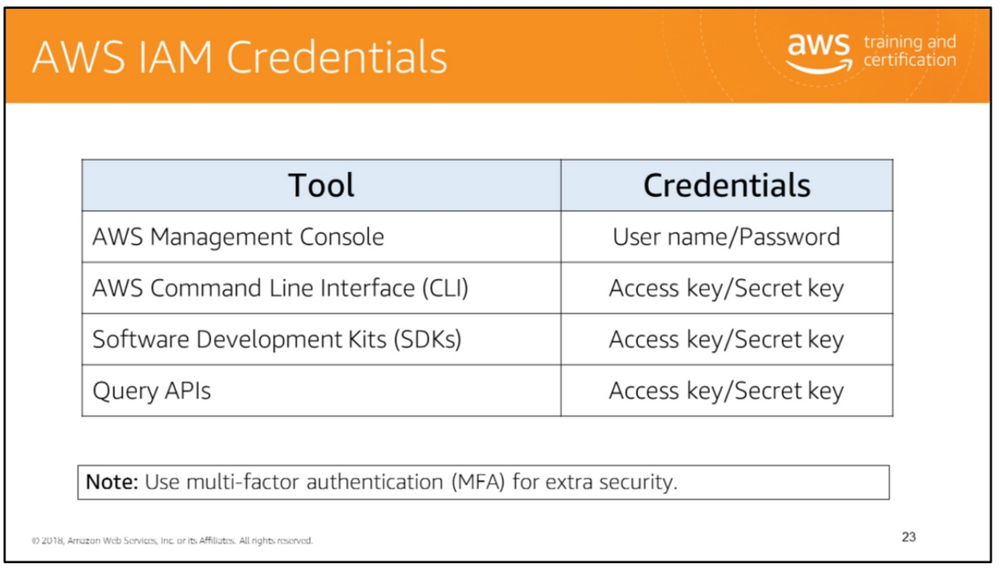 AWS IAM Credentials
aws training and
certification
Tool Credentials
AWS Management Console User name/Password
AWS Command Line Interface (CLI) Access key/Secret key
Software Development Kits (SDKs) Access key/Secret key
Query APIs Access key/Secret key
Note: Use multi-factor authentication (MFA) for extra security.
© 2018, Amazon Web Services, Inc. or its Affiliates. All rights reserved.
23